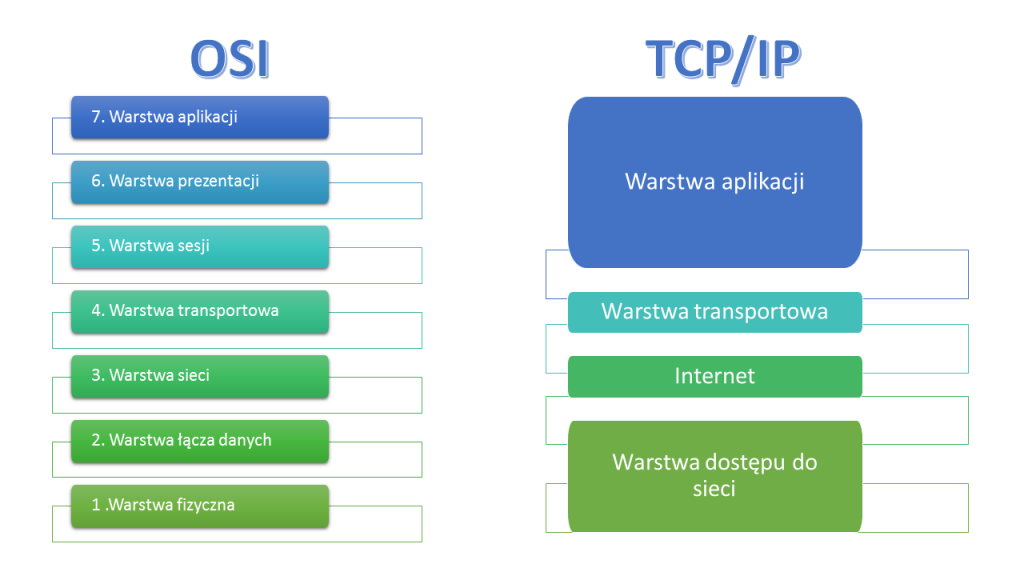 OSI
7. Warstwa aplikacji
6. Warstwa prezentacji
5. Warstwa sesji
4. Warstwa transportowa
3. Warstwa sieci
2. Warstwa łącza danych
1 .Warstwa fizyczna
TCP/IP
Warstwa aplikacji
Warstwa transportowa
Internet
Warstwa dostępu do
sieci